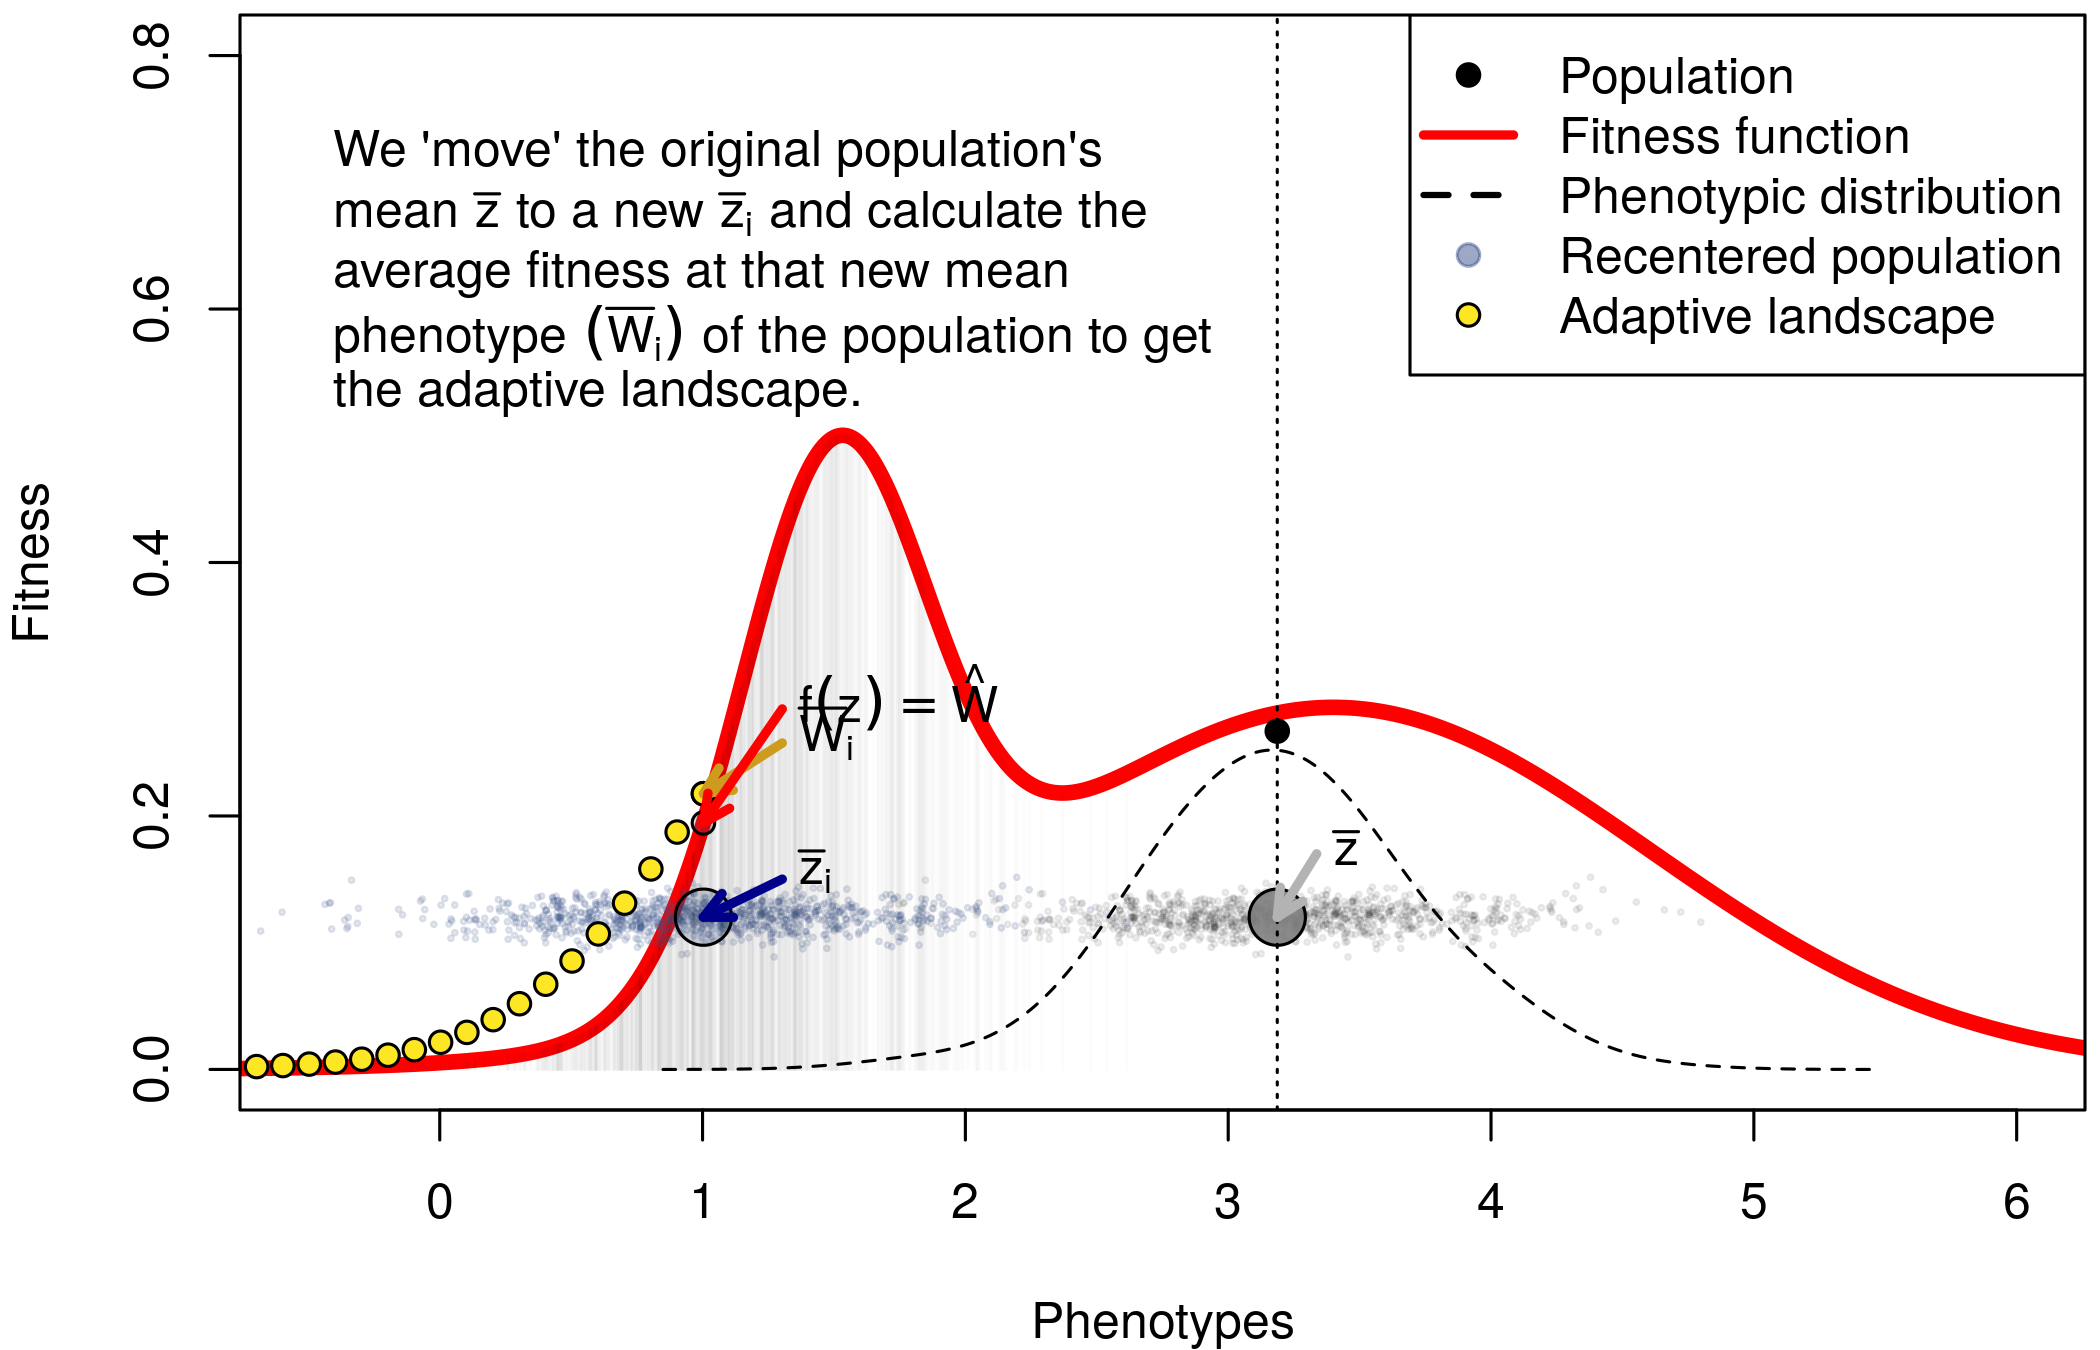 We 'move' the original population's
mean z̅ to a new z̅ᵢ and calculate the
average fitness at that new mean
phenotype (W̅ᵢ) of the population to get
the adaptive landscape.
Population
Fitness function
Phenotypic distribution
Recentered population
Adaptive landscape
f(z) = Ŵ
W̅ᵢ
z̅ᵢ
z̅
Fitness
0.8
0.6
0.4
0.2
0.0
0 1 2 3 4 5 6
Phenotypes